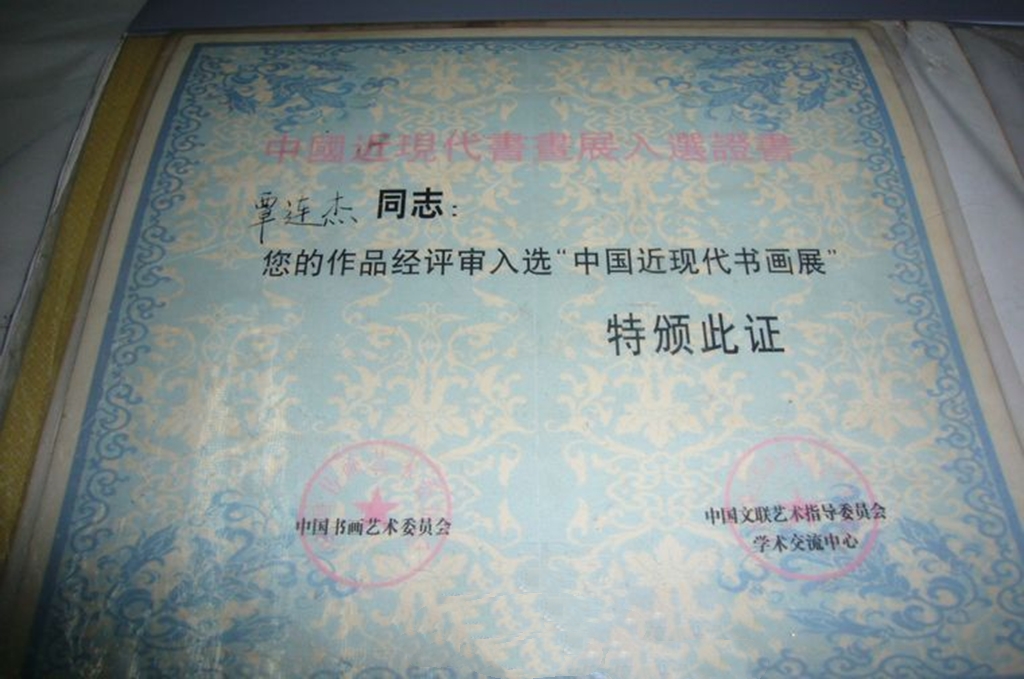 中國近現代書畫展入選證書
覃连杰 同志：
您的作品经评审入选“中国近现代书画展”
特颁此证
中国书画艺术委员会
中国文联艺术指导委员会
学术交流中心